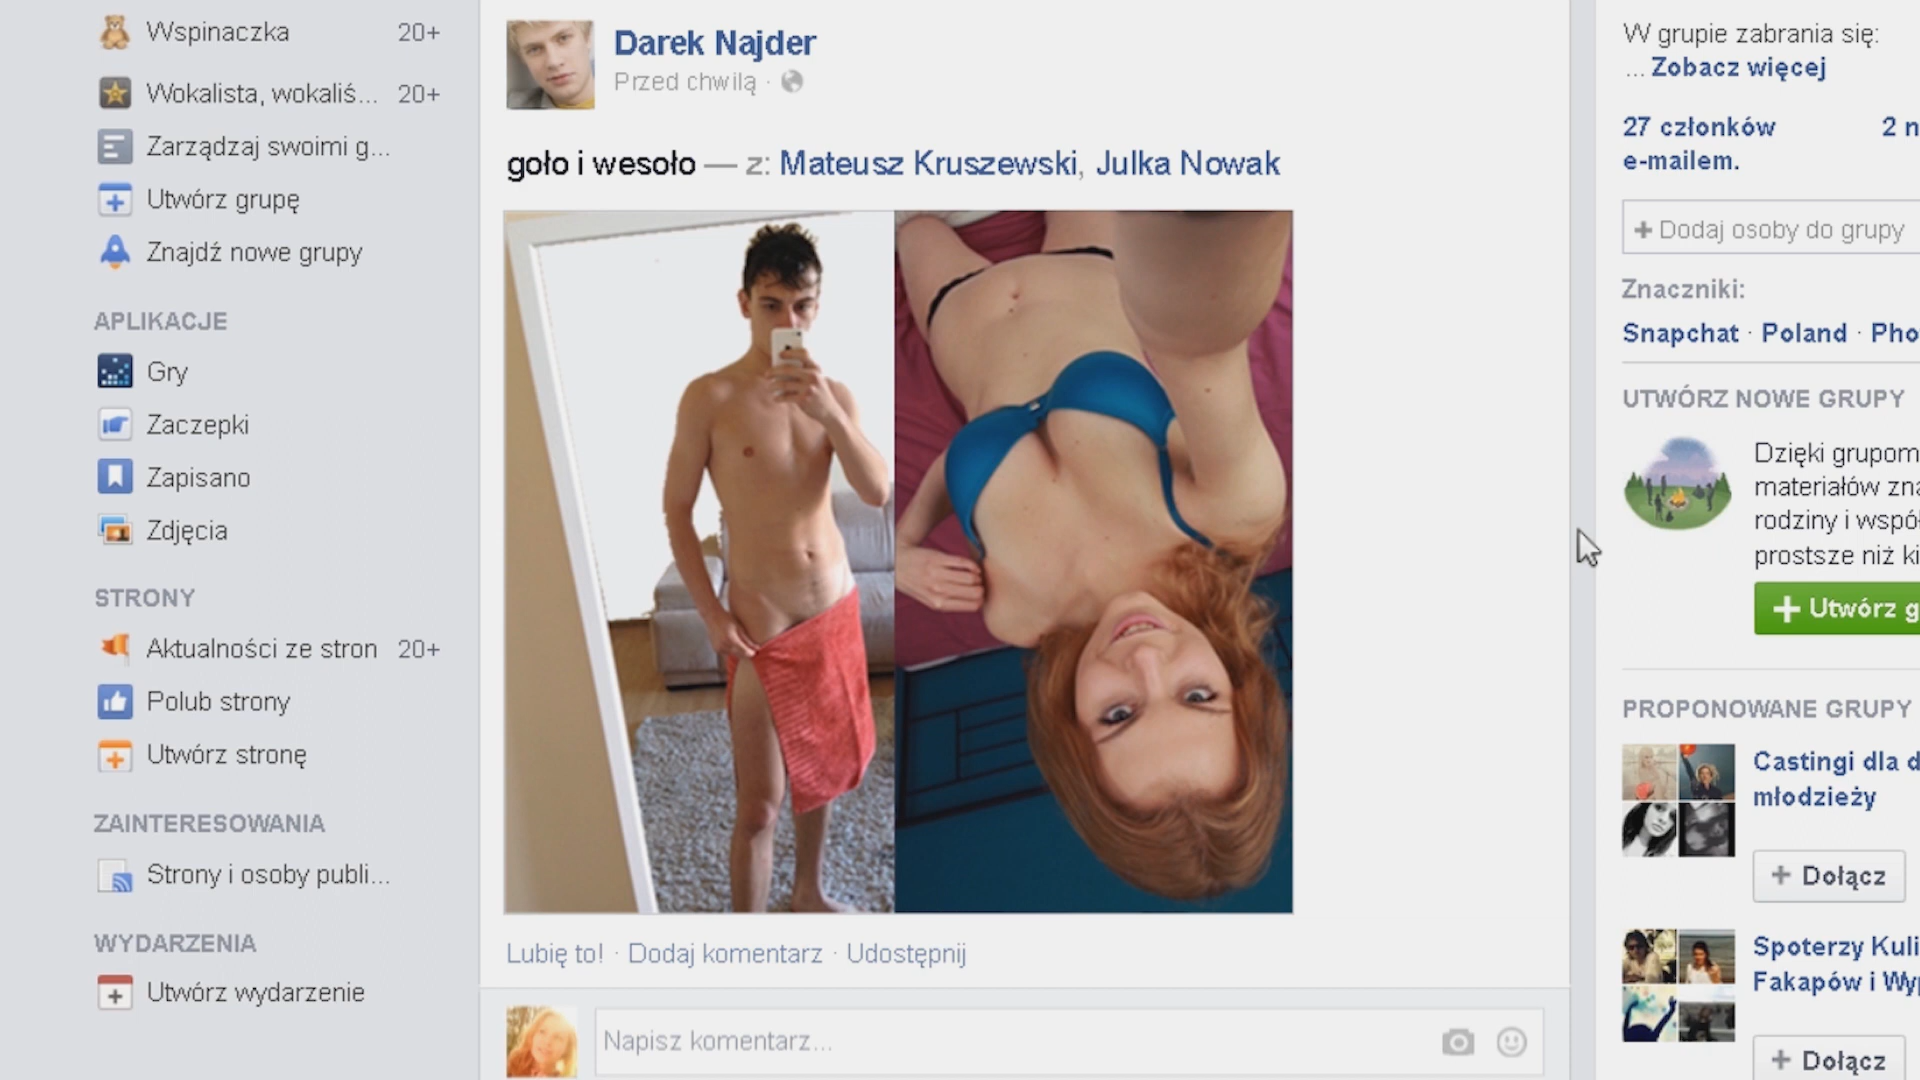 Wspinaczka 20+
Wokalista, wokaliś... 20+
Zarządzaj swoimi g...
Utwórz grupę
Znajdź nowe grupy
APLIKACJE
Gry
Zaczepki
Zapisano
Zdjęcia
STRONY
Aktualności ze stron 20+
Polub strony
Utwórz stronę
ZAINTERESOWANIA
Strony i osoby publi...
WYDARZENIA
Utwórz wydarzenie
Darek Najder
Przed chwilą ·
goło i wesoło — z: Mateusz Kruszewski, Julka Nowak
Lubię to! · Dodaj komentarz · Udostępnij
Napisz komentarz...
W grupie zabrania się:
... Zobacz więcej
27 członków 2 n
e-mailem.
+ Dodaj osoby do grupy
Znaczniki:
Snapchat · Poland · Pho
UTWÓRZ NOWE GRUPY
Dzięki grupom
materiałów zna
rodziny i współ
prostsze niż ki
+ Utwórz g
PROPONOWANE GRUPY
Castingi dla d
młodzieży
+ Dołącz
Spoterzy Kuli
Fakapów i Wyp
+ Dołącz